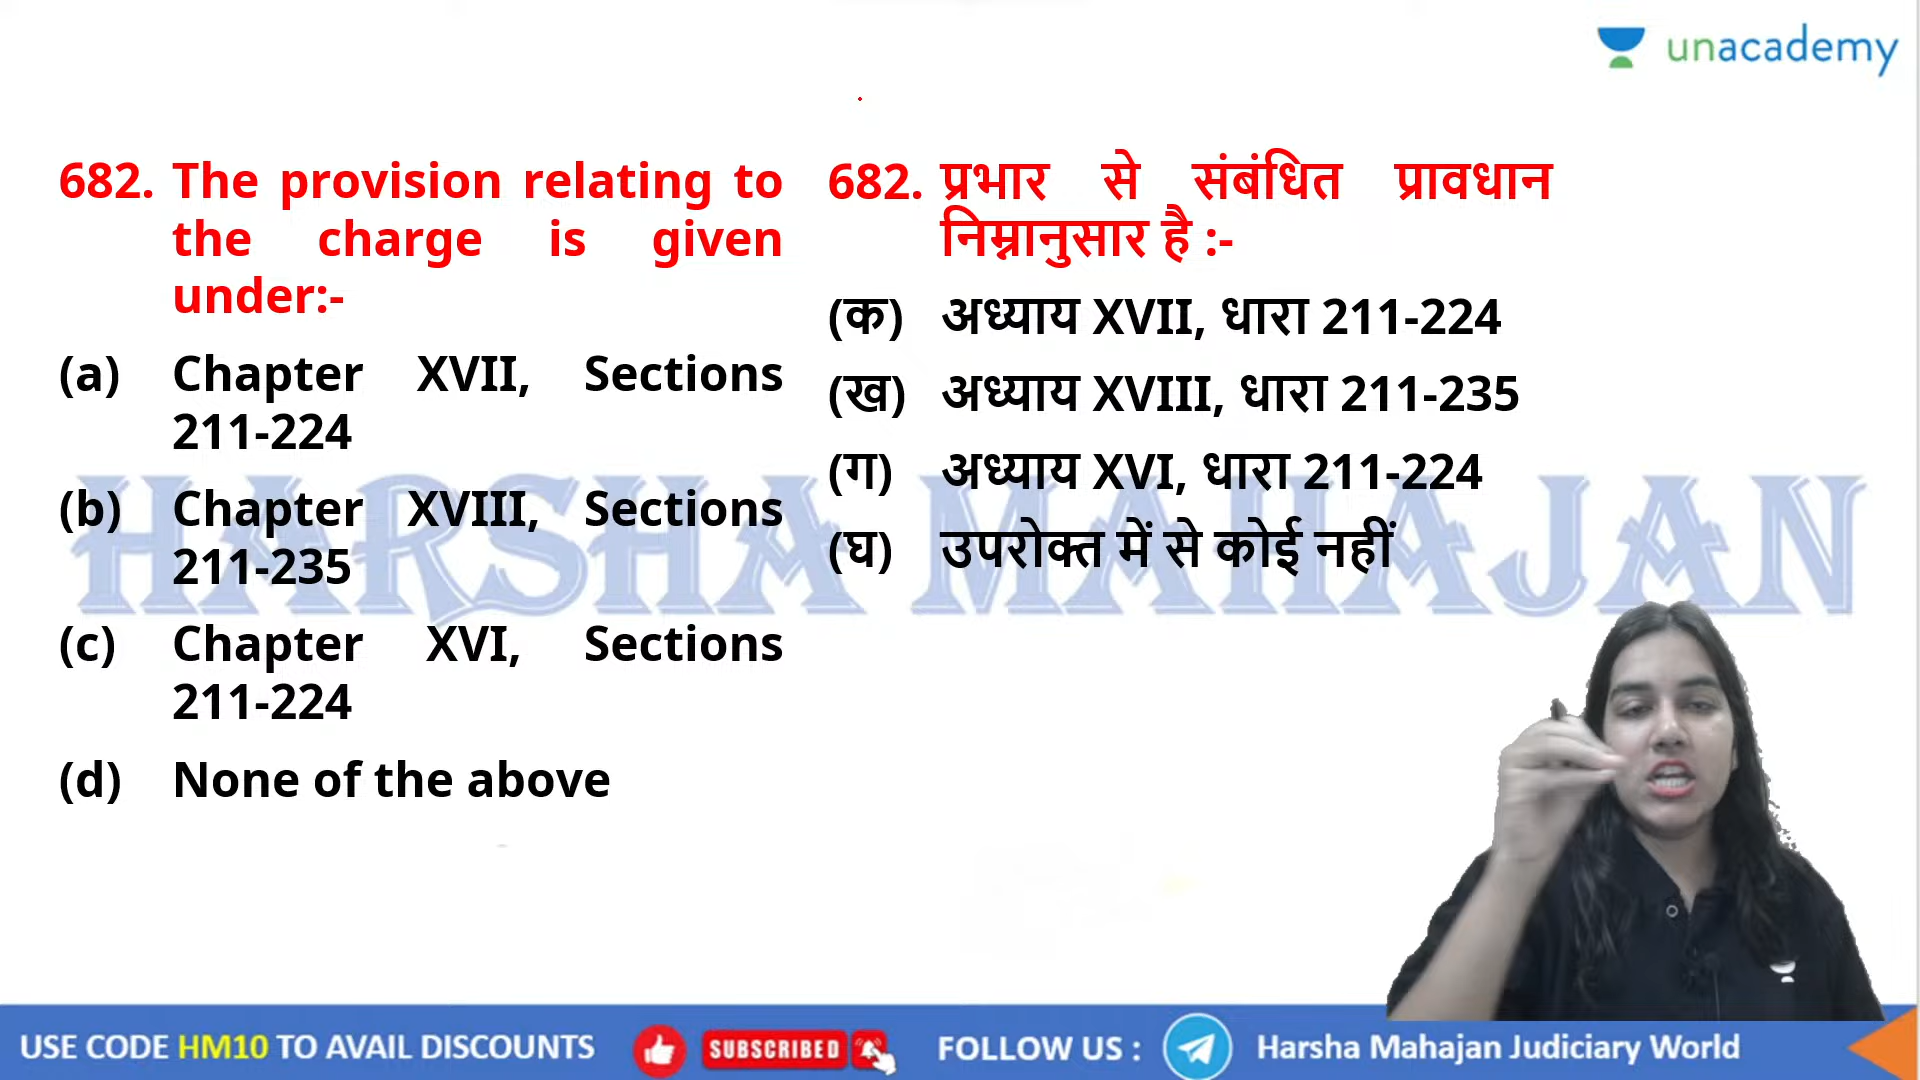 unacademy
682. The provision relating to
the charge is given
under:-
(a) Chapter XVII, Sections
211-224
(b) Chapter XVIII, Sections
211-235
(c) Chapter XVI, Sections
211-224
(d) None of the above
682. प्रभार से संबंधित प्रावधान
निम्नानुसार है :-
(क) अध्याय XVII, धारा 211-224
(ख) अध्याय XVIII, धारा 211-235
(ग) अध्याय XVI, धारा 211-224
(घ) उपरोक्त में से कोई नहीं
HARSHA MAHAJAN
USE CODE HM10 TO AVAIL DISCOUNTS
SUBSCRIBED
FOLLOW US :
Harsha Mahajan Judiciary World